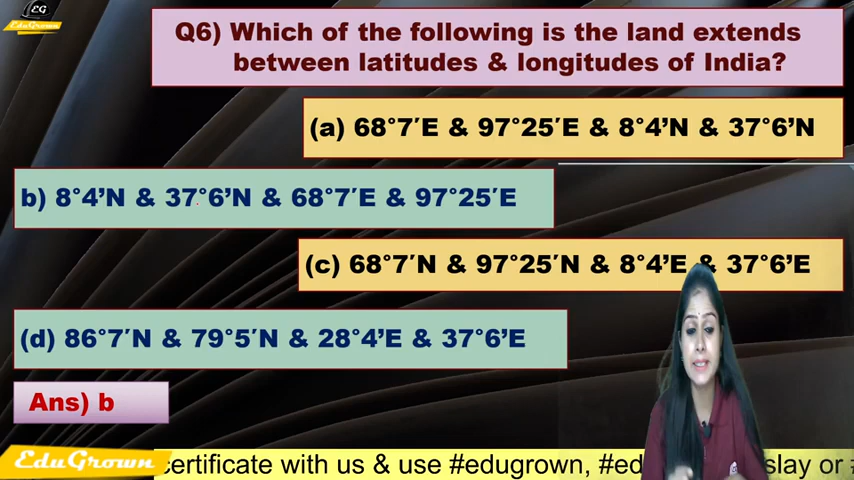 EG
EduGrown
Q6) Which of the following is the land extends
between latitudes & longitudes of India?
(a) 68°7′E & 97°25′E & 8°4’N & 37°6’N
b) 8°4’N & 37°6’N & 68°7′E & 97°25′E
(c) 68°7′N & 97°25′N & 8°4’E & 37°6’E
(d) 86°7′N & 79°5′N & 28°4’E & 37°6’E
Ans) b
EduGrown
certificate with us & use #edugrown, #ed slay or #